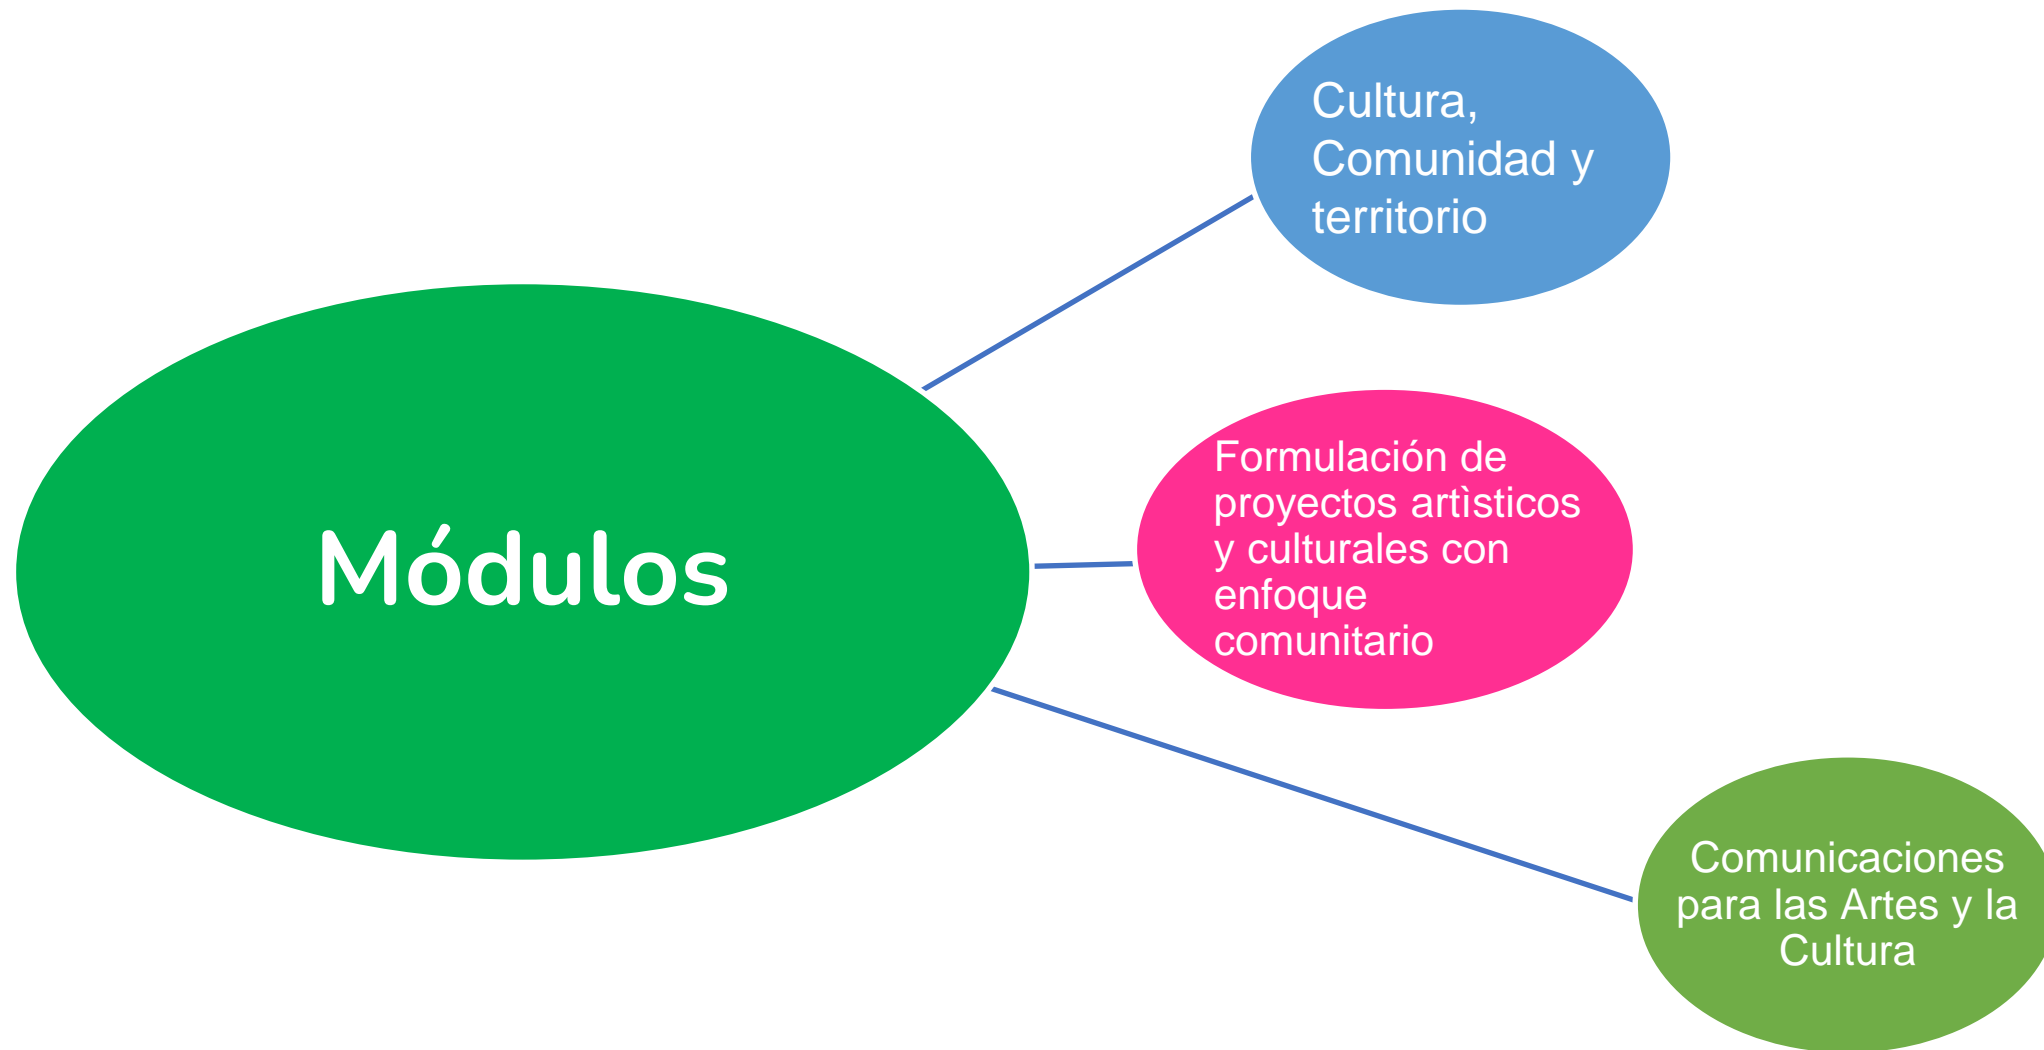 Módulos
Cultura,
Comunidad y
territorio
Formulación de
proyectos artìsticos
y culturales con
enfoque
comunitario
Comunicaciones
para las Artes y la
Cultura